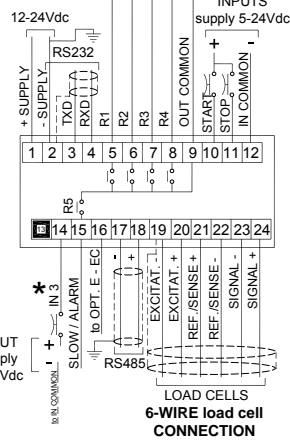 INPUTS
12-24Vdc
supply 5-24Vdc
+ -
RS232
+ SUPPLY
- SUPPLY
TXD
RXD
R1
R2
R3
R4
OUT COMMON
START
STOP
IN COMMON
1 2 3 4 5 6 7 8 9 10 11 12
R5
13 14 15 16 17 18 19 20 21 22 23 24
*
IN 3
SLOW / ALARM
to OPT. E - EC
- +
EXCITAT. -
EXCITAT. +
REF./SENSE +
REF./SENSE -
SIGNAL -
SIGNAL +
UT
ply
Vdc
+
-
to IN COMMON
RS485
LOAD CELLS
6-WIRE load cell
CONNECTION